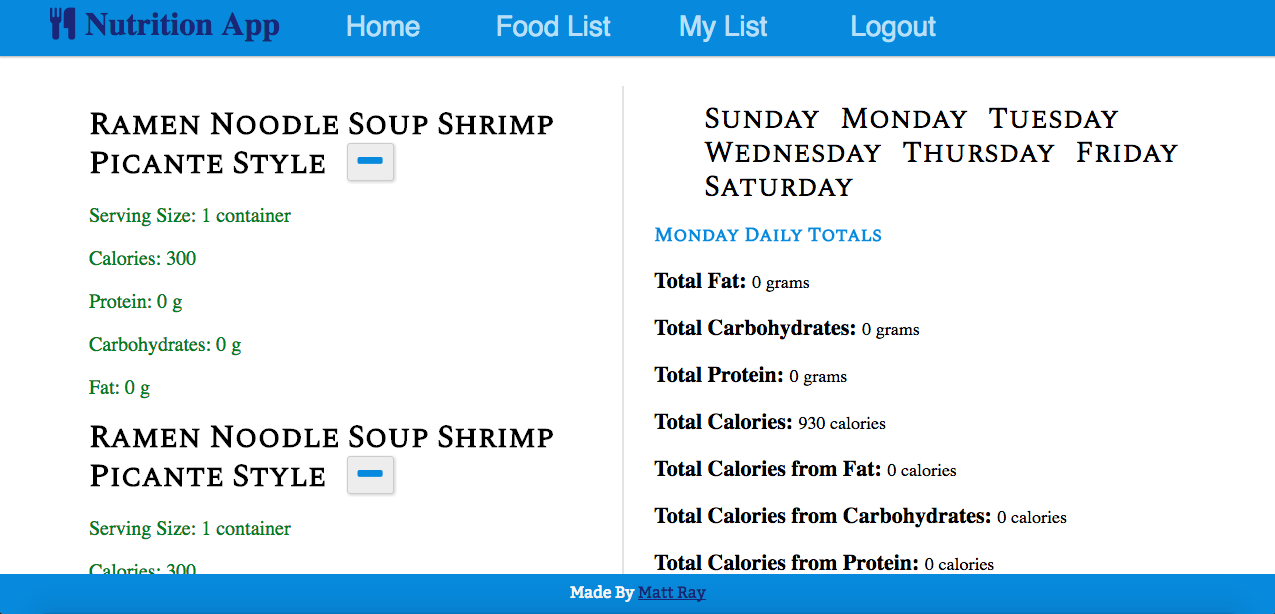 Nutrition App Home Food List My List Logout
Ramen Noodle Soup Shrimp
Picante Style
Serving Size: 1 container
Calories: 300
Protein: 0 g
Carbohydrates: 0 g
Fat: 0 g
Ramen Noodle Soup Shrimp
Picante Style
Serving Size: 1 container
Calories: 300
Sunday Monday Tuesday
Wednesday Thursday Friday
Saturday
Monday Daily Totals
Total Fat: 0 grams
Total Carbohydrates: 0 grams
Total Protein: 0 grams
Total Calories: 930 calories
Total Calories from Fat: 0 calories
Total Calories from Carbohydrates: 0 calories
Total Calories from Protein: 0 calories
Made By Matt Ray